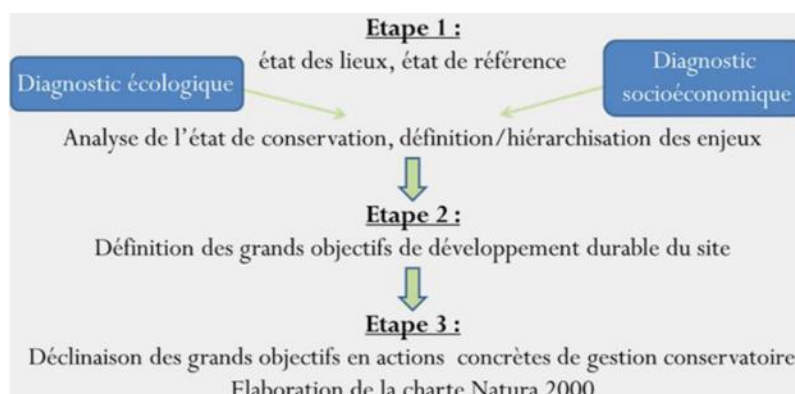 Etape 1 :
état des lieux, état de référence
Diagnostic écologique
Diagnostic
socioéconomique
Analyse de l'état de conservation, définition/hiérarchisation des enjeux
Etape 2 :
Définition des grands objectifs de développement durable du site
Etape 3 :
Déclinaison des grands objectifs en actions concrètes de gestion conservatoire
Elaboration de la charte Natura 2000